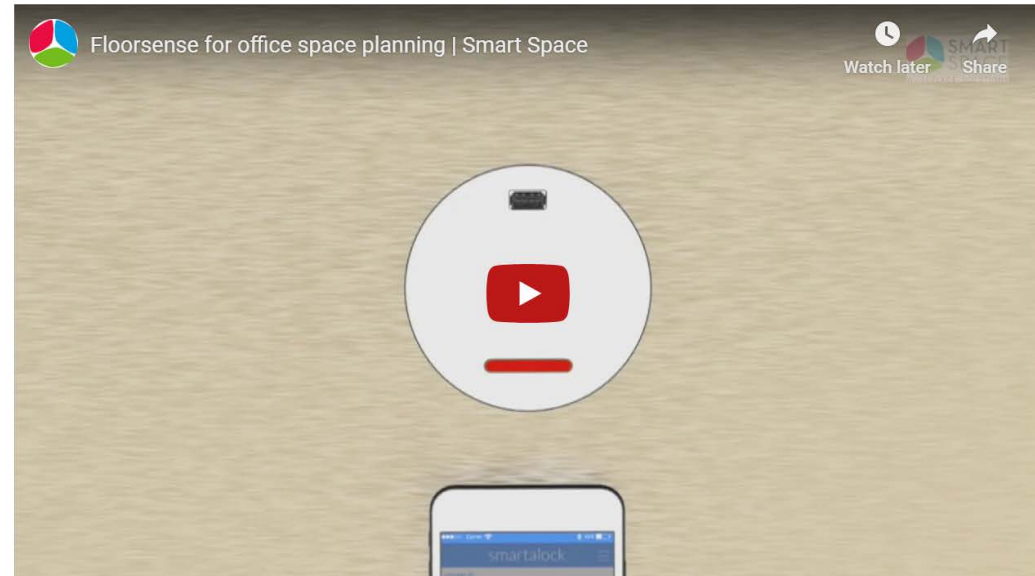 Floorsense for office space planning | Smart Space
Watch later
Share
SMART
smartalock